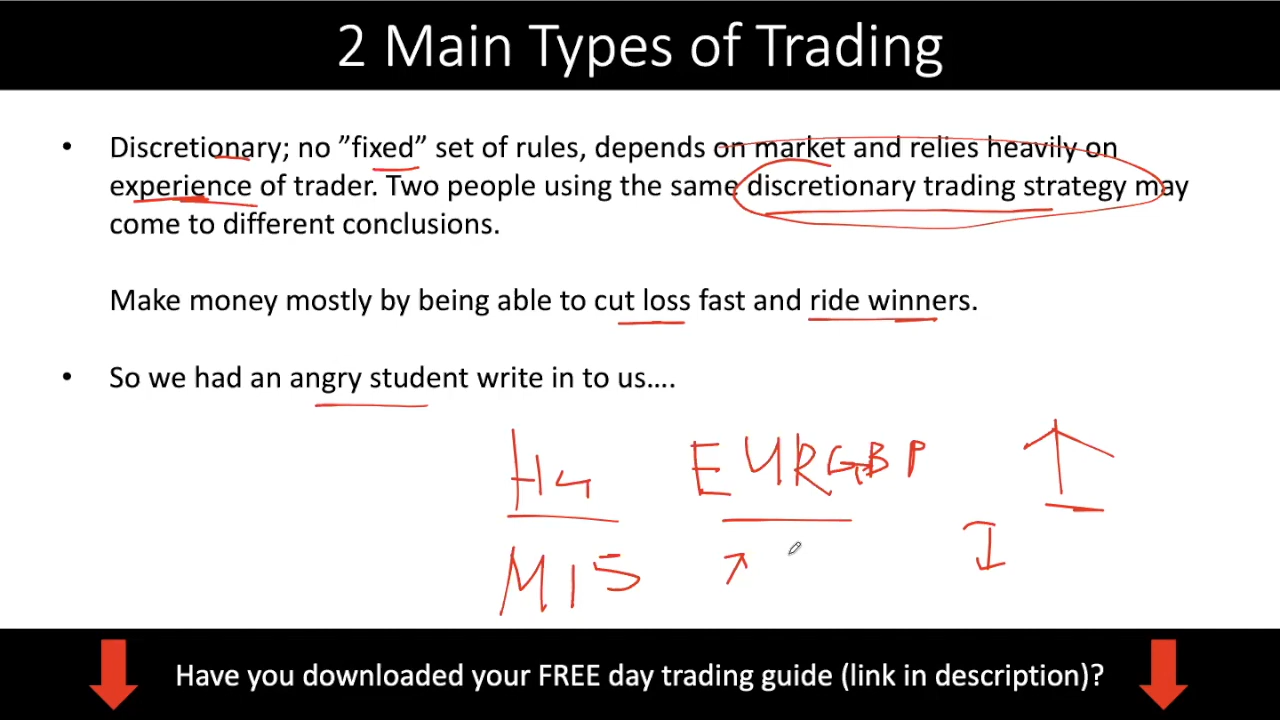 2 Main Types of Trading
• Discretionary; no ”fixed” set of rules, depends on market and relies heavily on
experience of trader. Two people using the same discretionary trading strategy may
come to different conclusions.
Make money mostly by being able to cut loss fast and ride winners.
• So we had an angry student write in to us....
H4 EURGBP
M15 I
Have you downloaded your FREE day trading guide (link in description)?